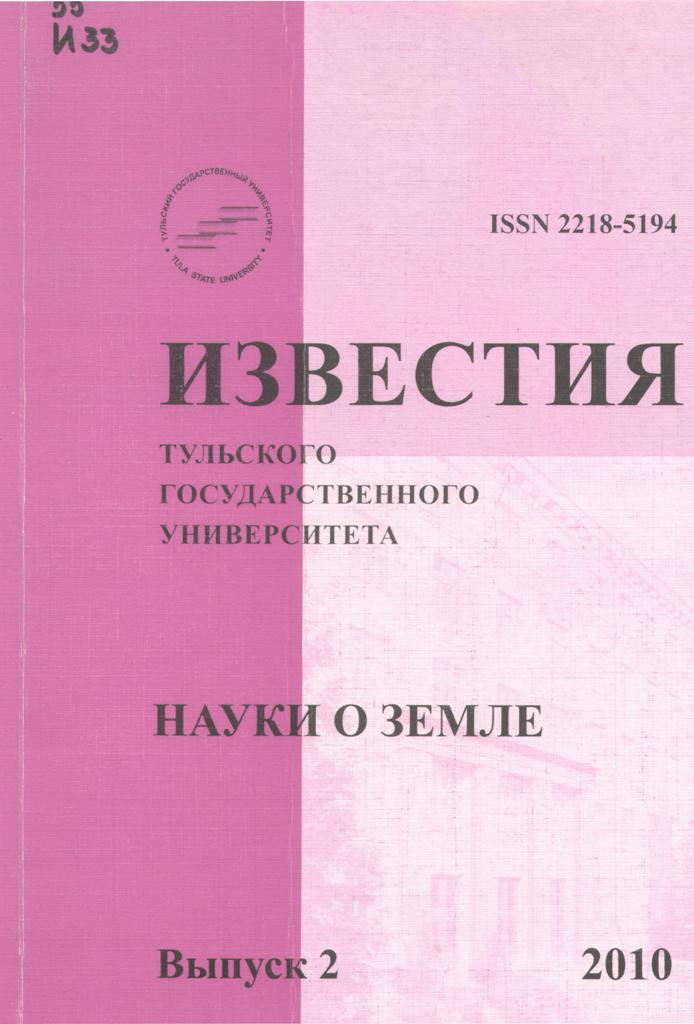 И33
ТУЛЬСКИЙ ГОСУДАРСТВЕННЫЙ УНИВЕРСИТЕТ
TULA STATE UNIVERSITY
ISSN 2218-5194
ИЗВЕСТИЯ
ТУЛЬСКОГО
ГОСУДАРСТВЕННОГО
УНИВЕРСИТЕТА
НАУКИ О ЗЕМЛЕ
Выпуск 2
2010